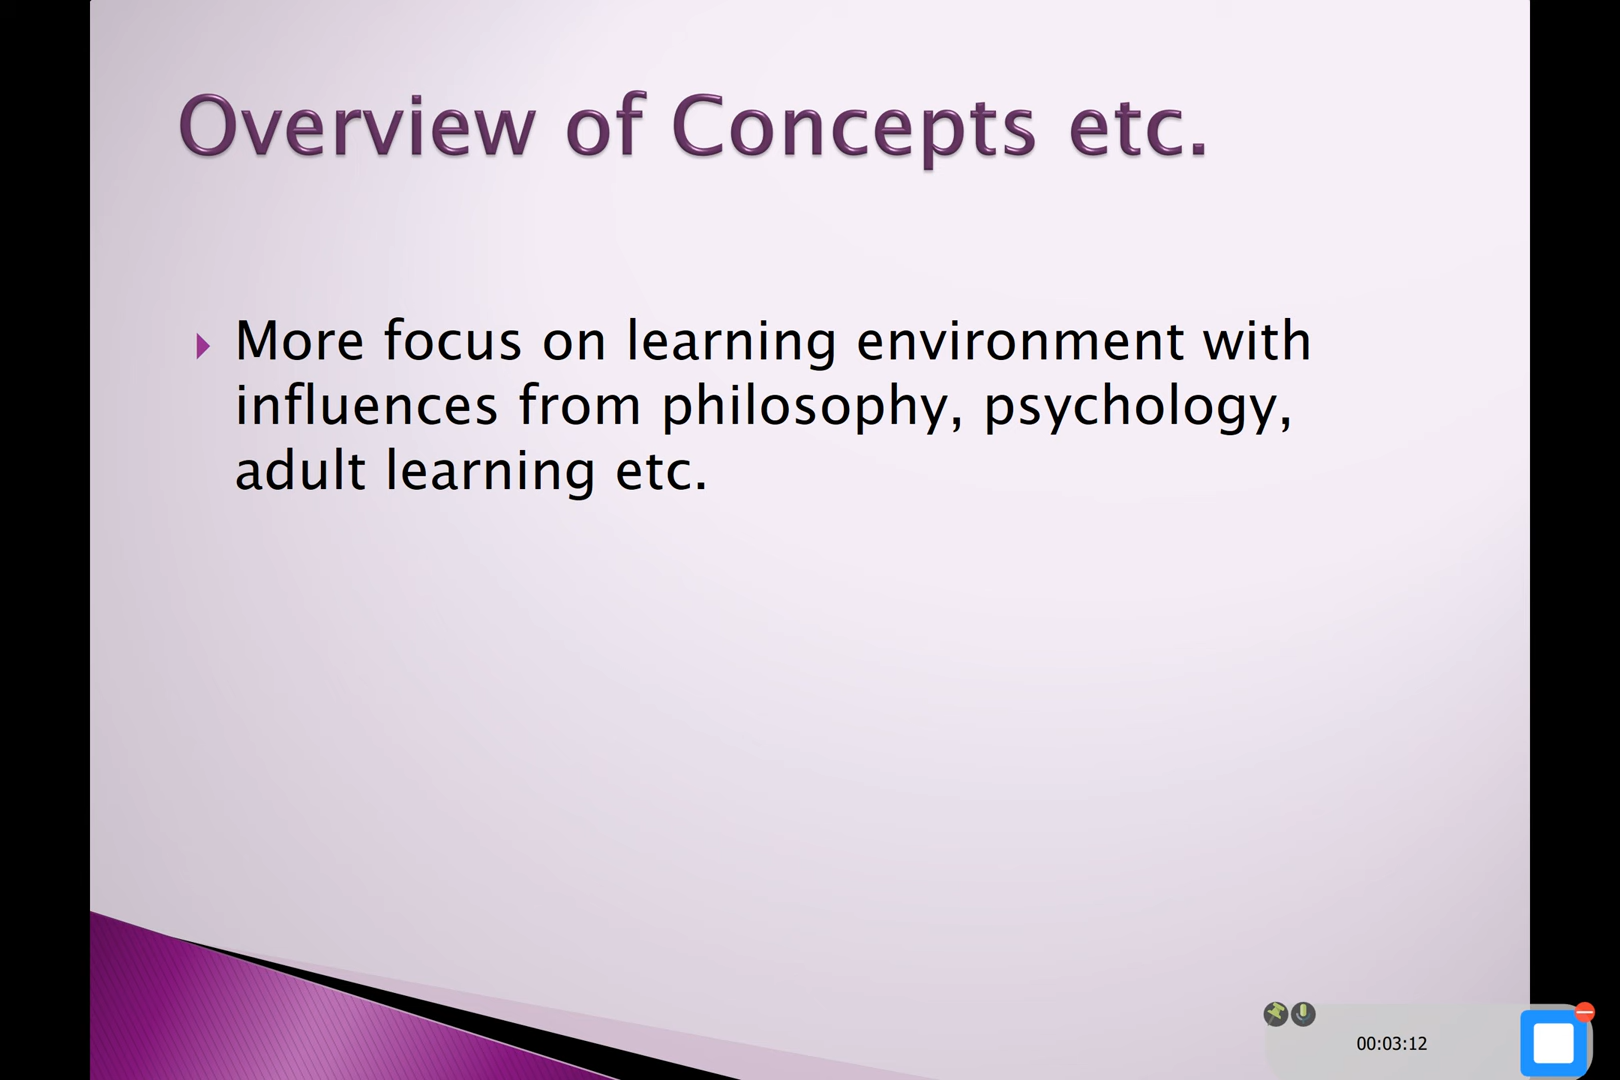 Overview of Concepts etc.
More focus on learning environment with
influences from philosophy, psychology,
adult learning etc.
00:03:12